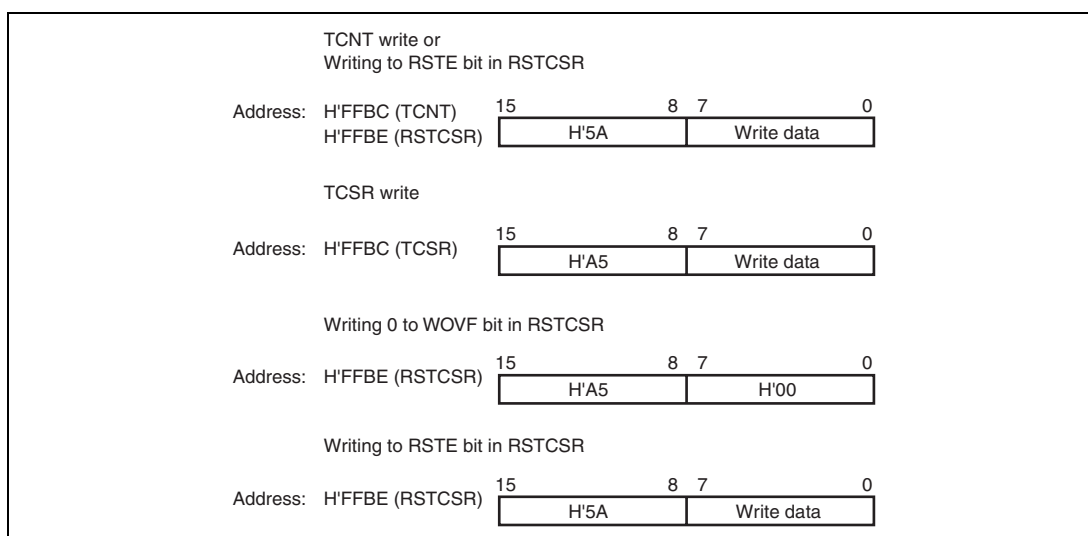 TCNT write or
Writing to RSTE bit in RSTCSR
Address: H'FFBC (TCNT) 15 8 7 0
H'FFBE (RSTCSR) H'5A Write data
TCSR write
15 8 7 0
Address: H'FFBC (TCSR) H'A5 Write data
Writing 0 to WOVF bit in RSTCSR
15 8 7 0
Address: H'FFBE (RSTCSR) H'A5 H'00
Writing to RSTE bit in RSTCSR
15 8 7 0
Address: H'FFBE (RSTCSR) H'5A Write data